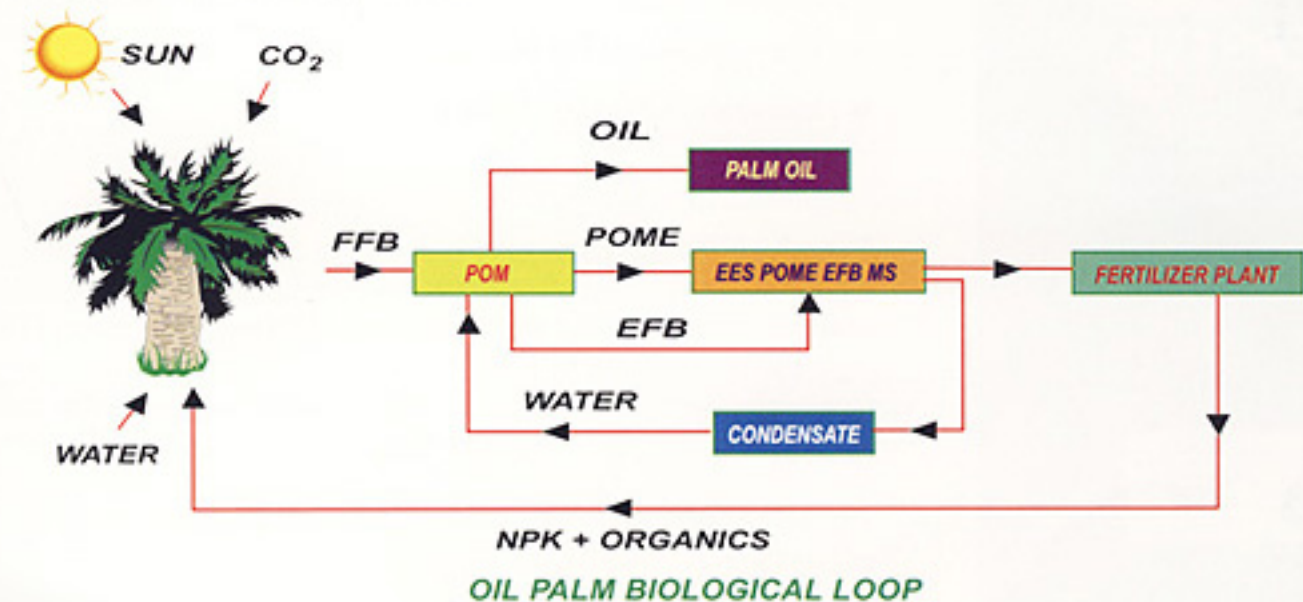 SUN
CO₂
OIL
PALM OIL
FFB
POM
POME
EES POME EFB MS
FERTILIZER PLANT
EFB
WATER
CONDENSATE
WATER
NPK + ORGANICS
OIL PALM BIOLOGICAL LOOP